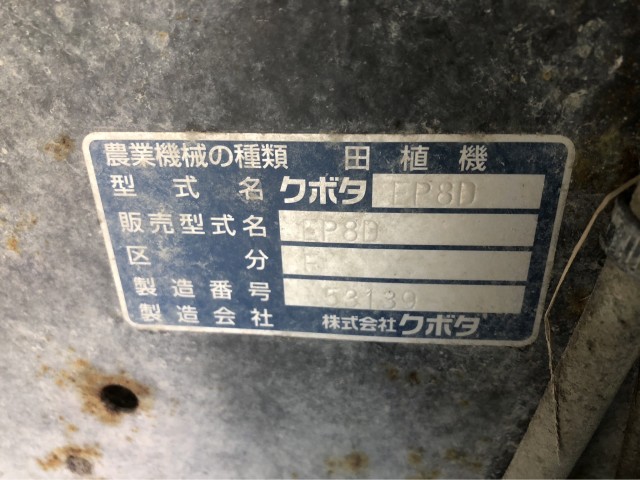 農業機械の種類 田植機
型式名 クボタ EP8D
販売型式名 EP8D
区分 F
製造番号 53139
製造会社 株式会社クボタ